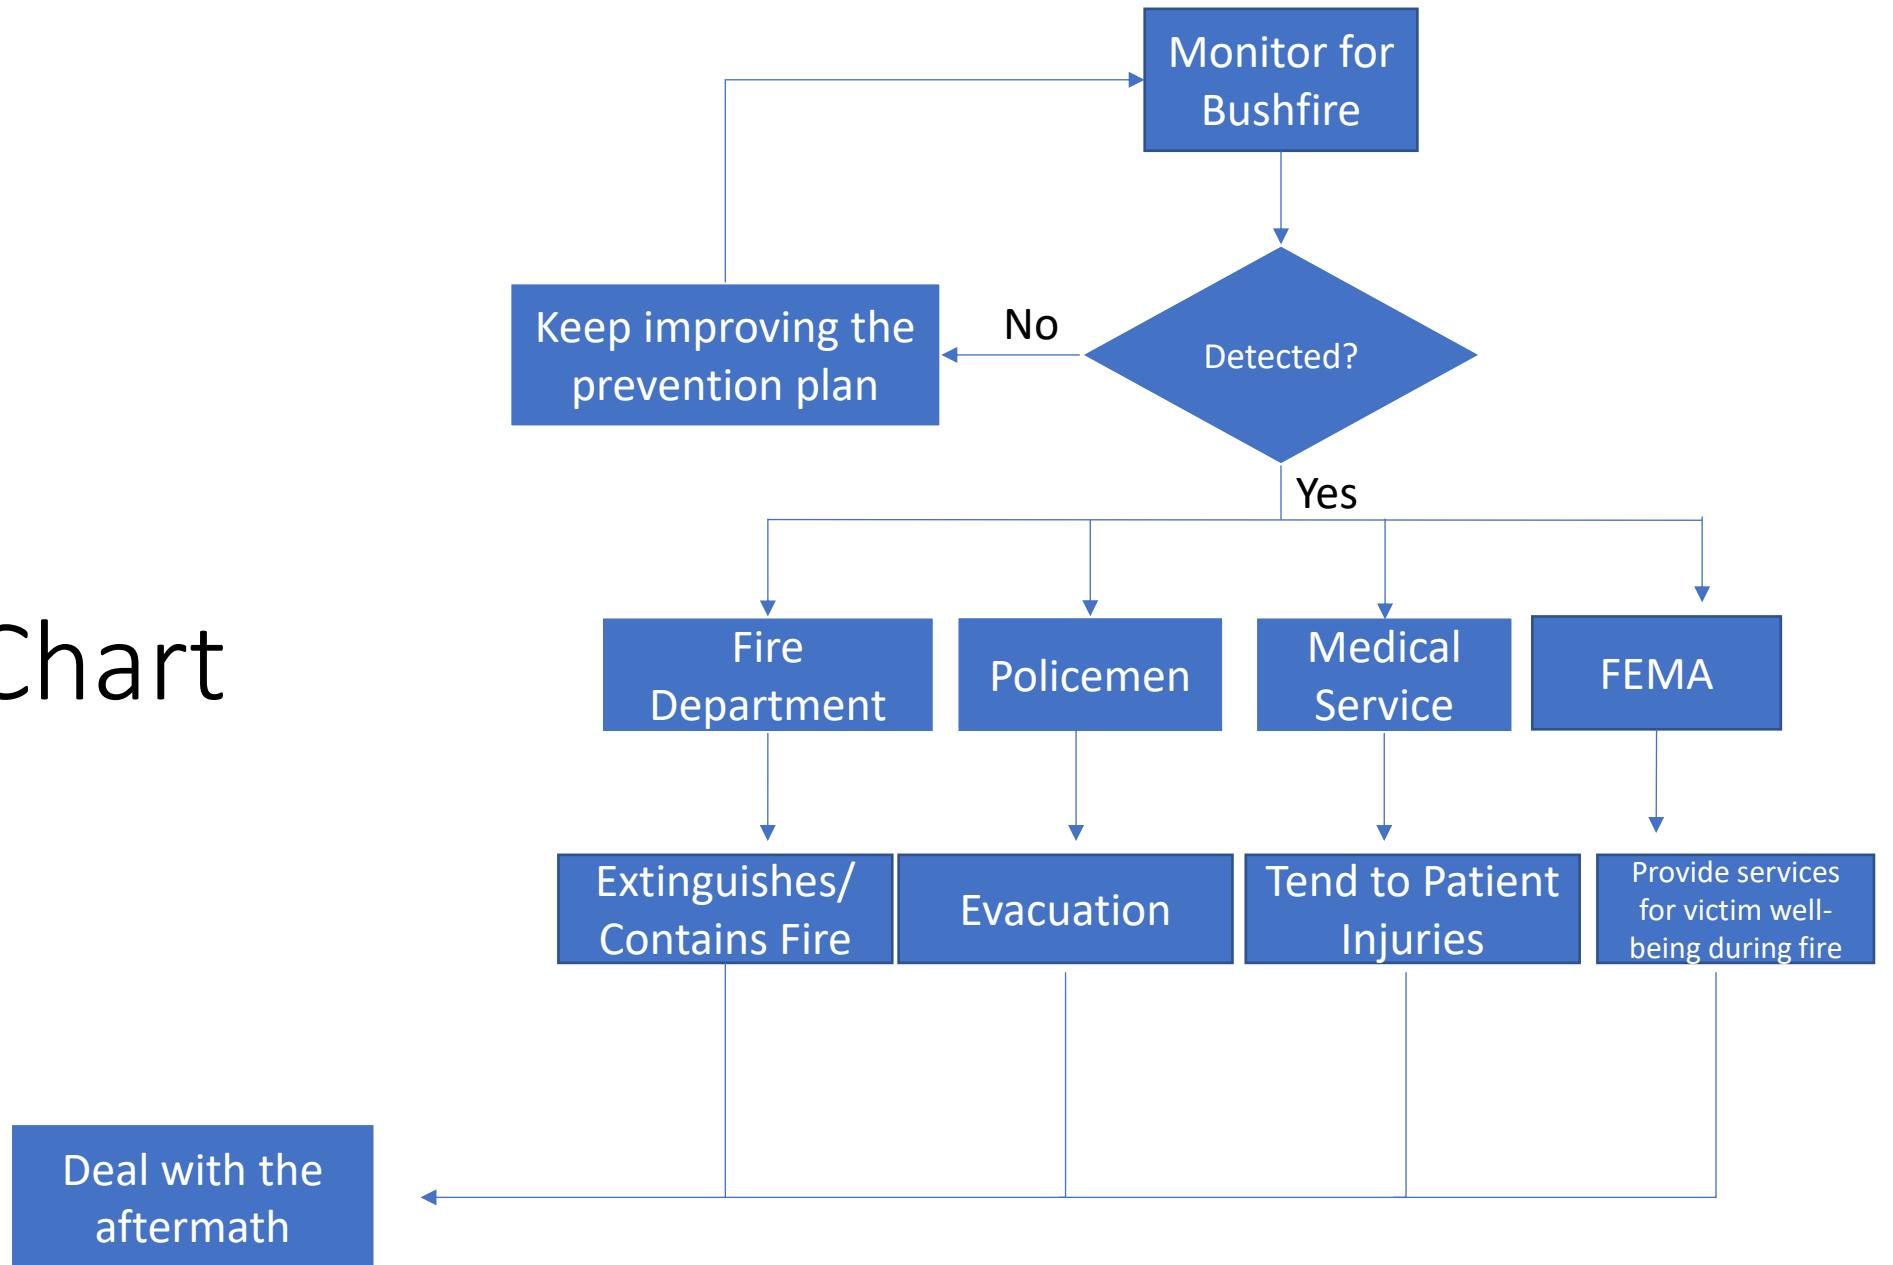 Monitor for
Bushfire
Keep improving the
prevention plan
No
Detected?
Yes
Chart
Fire
Department
Policemen
Medical
Service
FEMA
Extinguishes/
Contains Fire
Evacuation
Tend to Patient
Injuries
Provide services
for victim well-
being during fire
Deal with the
aftermath